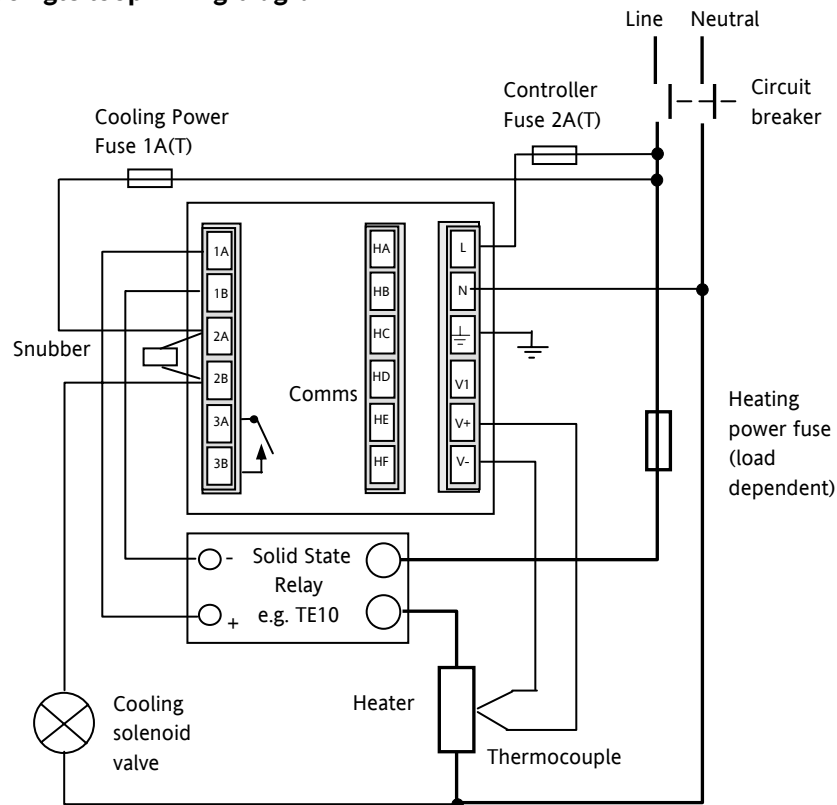 Line
Neutral
Circuit
breaker
Controller
Fuse 2A(T)
Cooling Power
Fuse 1A(T)
1A
1B
2A
2B
3A
3B
Snubber
HA
HB
HC
HD
HE
HF
Comms
L
N
V1
V+
V-
Heating
power fuse
(load
dependent)
-
Solid State
Relay
+
e.g. TE10
Cooling
solenoid
valve
Heater
Thermocouple